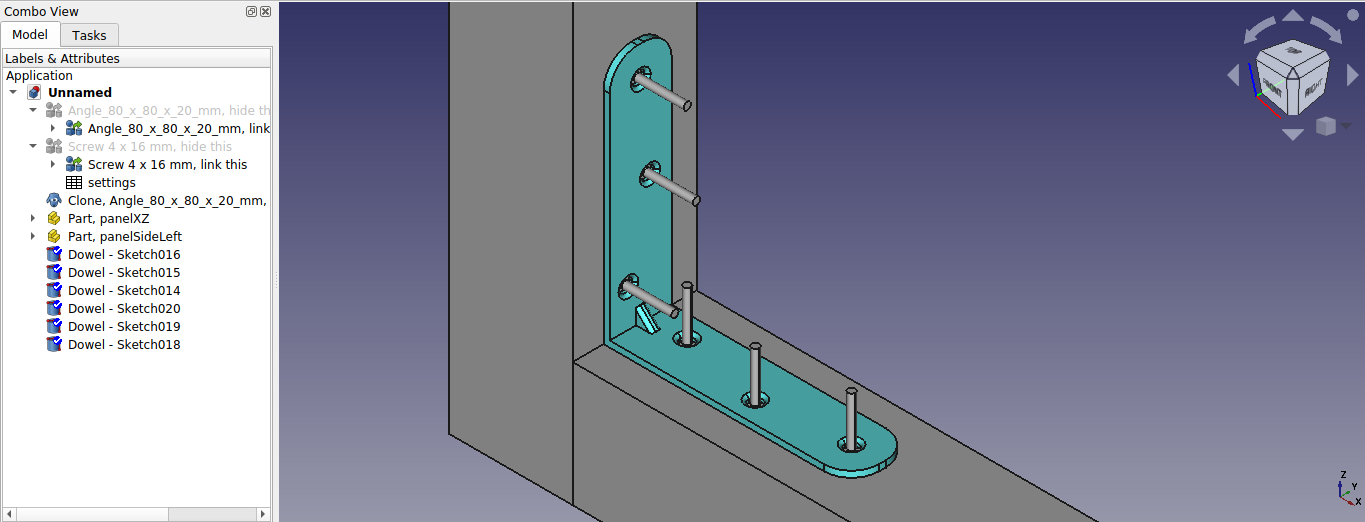 Combo View
Model
Tasks
Labels & Attributes
Application
Unnamed
Angle_80_x_80_x_20_mm, hide th
Angle_80_x_80_x_20_mm, link
Screw 4 x 16 mm, hide this
Screw 4 x 16 mm, link this
settings
Clone, Angle_80_x_80_x_20_mm,
Part, panelXZ
Part, panelSideLeft
Dowel - Sketch016
Dowel - Sketch015
Dowel - Sketch014
Dowel - Sketch020
Dowel - Sketch019
Dowel - Sketch018
TOP
FRONT
RIGHT
Z
Y
X